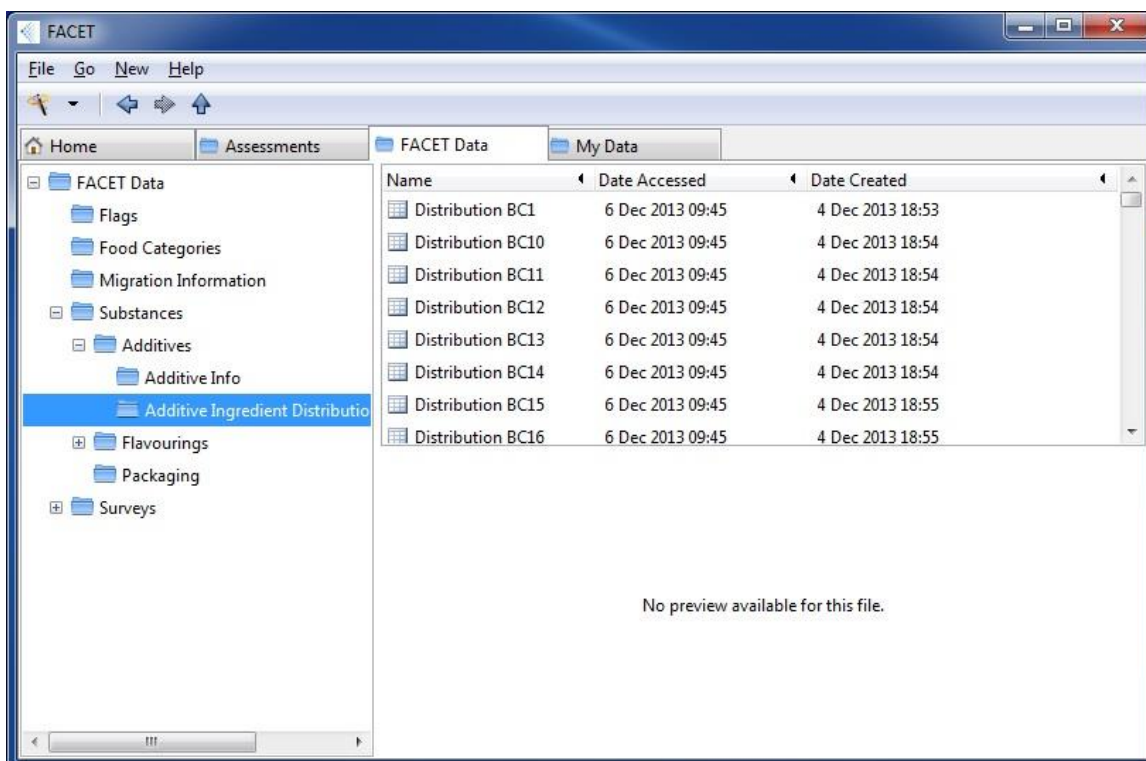 FACET
File Go New Help
Home Assessments FACET Data My Data
FACET Data
Flags
Food Categories
Migration Information
Substances
Additives
Additive Info
Additive Ingredient Distributio
Flavourings
Packaging
Surveys
Name Date Accessed Date Created
Distribution BC1 6 Dec 2013 09:45 4 Dec 2013 18:53
Distribution BC10 6 Dec 2013 09:45 4 Dec 2013 18:54
Distribution BC11 6 Dec 2013 09:45 4 Dec 2013 18:54
Distribution BC12 6 Dec 2013 09:45 4 Dec 2013 18:54
Distribution BC13 6 Dec 2013 09:45 4 Dec 2013 18:54
Distribution BC14 6 Dec 2013 09:45 4 Dec 2013 18:54
Distribution BC15 6 Dec 2013 09:45 4 Dec 2013 18:55
Distribution BC16 6 Dec 2013 09:45 4 Dec 2013 18:55
No preview available for this file.